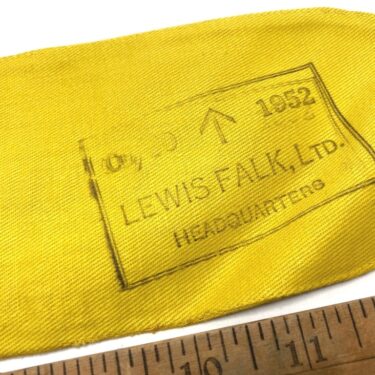 1952
LEWIS FALK, LTD.
HEADQUARTERS
10 11